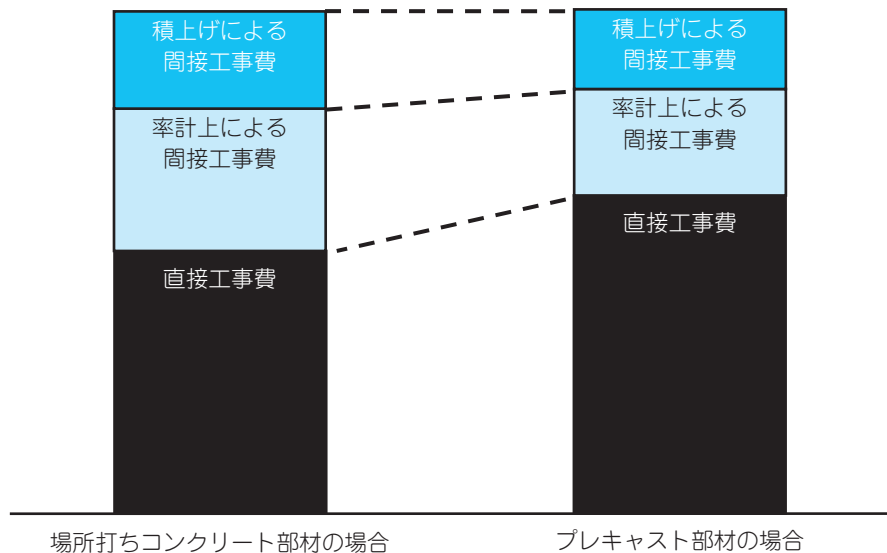 積上げによる
間接工事費
率計上による
間接工事費
直接工事費
場所打ちコンクリート部材の場合
積上げによる
間接工事費
率計上による
間接工事費
直接工事費
プレキャスト部材の場合